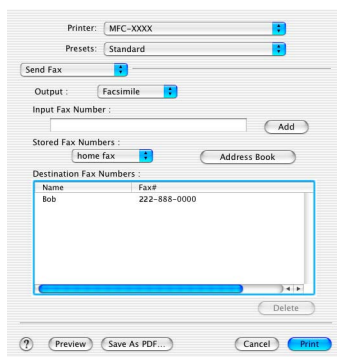 Printer: MFC-XXXX
Presets: Standard
Send Fax
Output : Facsimile
Input Fax Number :
Add
Stored Fax Numbers :
home fax Address Book
Destination Fax Numbers :
Name Fax#
Bob 222-888-0000
Delete
? Preview Save As PDF... Cancel Print